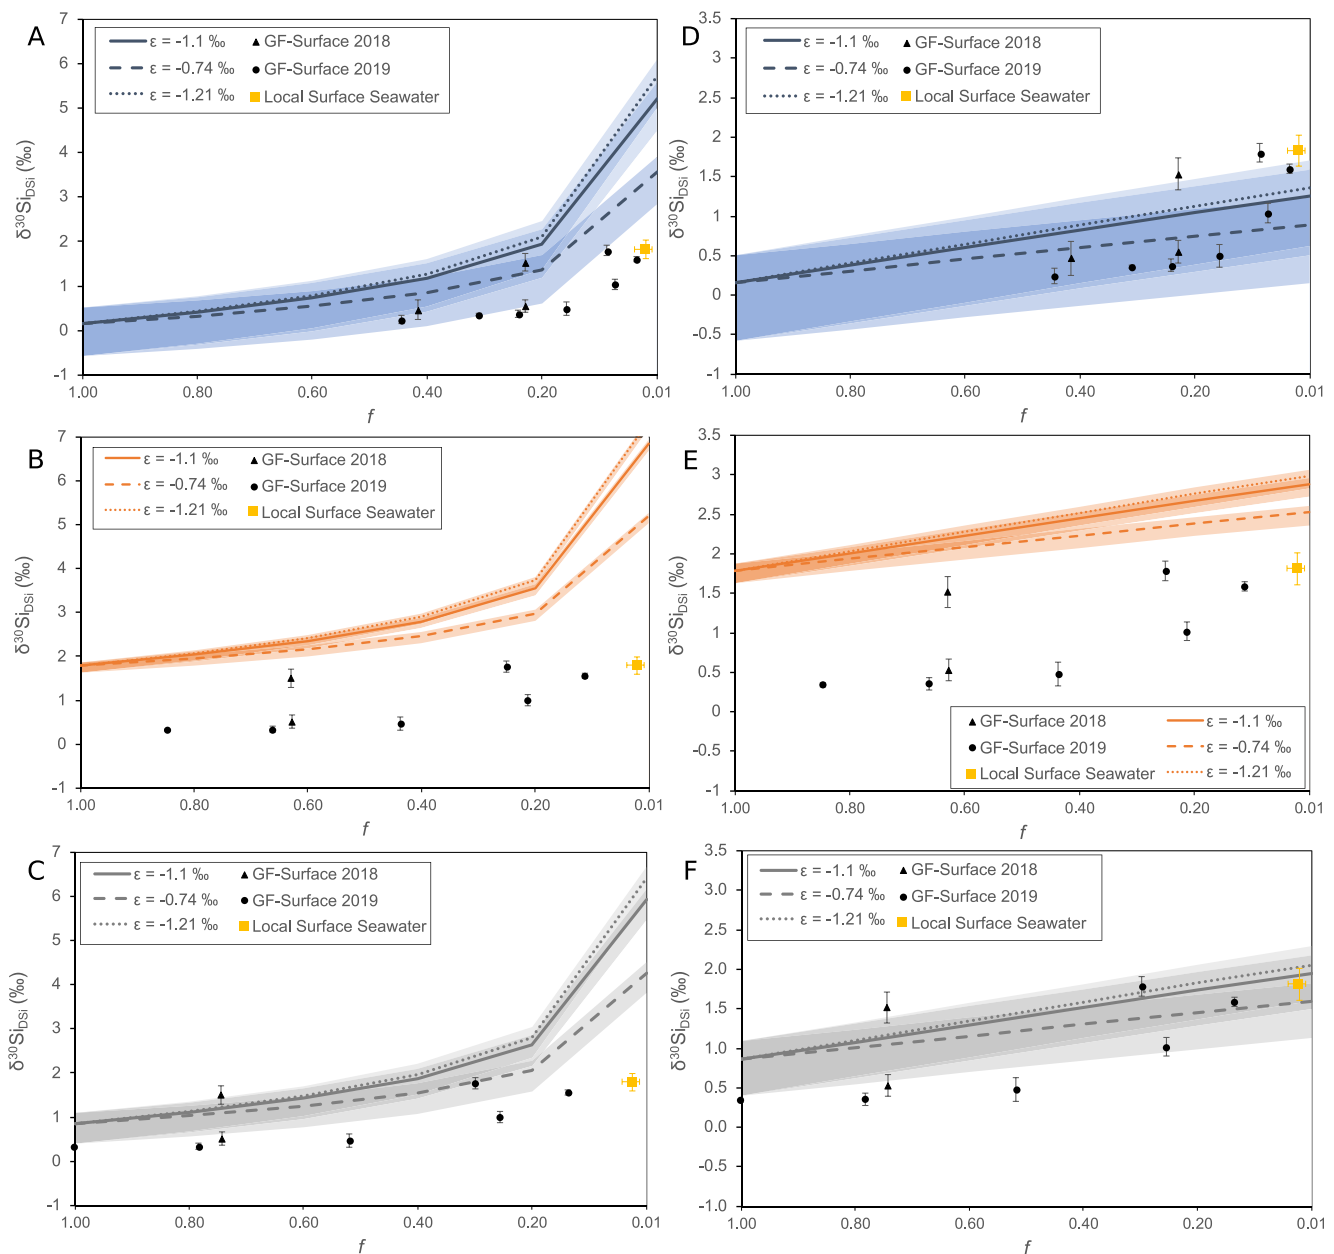 A
ε = -1.1 ‰
GF-Surface 2018
ε = -0.74 ‰
GF-Surface 2019
ε = -1.21 ‰
Local Surface Seawater
7
6
5
4
3
2
1
0
-1
δ³⁰Si_DSi (‰)
1.00
0.80
0.60
0.40
0.20
0.01
f
D
ε = -1.1 ‰
GF-Surface 2018
ε = -0.74 ‰
GF-Surface 2019
ε = -1.21 ‰
Local Surface Seawater
3.5
3
2.5
2
1.5
1
0.5
0
-0.5
-1
δ³⁰Si_DSi (‰)
1.00
0.80
0.60
0.40
0.20
0.01
f
B
ε = -1.1 ‰
GF-Surface 2018
ε = -0.74 ‰
GF-Surface 2019
ε = -1.21 ‰
Local Surface Seawater
7
6
5
4
3
2
1
0
-1
δ³⁰Si_DSi (‰)
1.00
0.80
0.60
0.40
0.20
0.01
f
E
3.5
3
2.5
2
1.5
1
0.5
0
-0.5
-1
δ³⁰Si_DSi (‰)
GF-Surface 2018
ε = -1.1 ‰
GF-Surface 2019
ε = -0.74 ‰
Local Surface Seawater
ε = -1.21 ‰
1.00
0.80
0.60
0.40
0.20
0.01
f
C
ε = -1.1 ‰
GF-Surface 2018
ε = -0.74 ‰
GF-Surface 2019
ε = -1.21 ‰
Local Surface Seawater
7
6
5
4
3
2
1
0
-1
δ³⁰Si_DSi (‰)
1.00
0.80
0.60
0.40
0.20
0.01
f
F
ε = -1.1 ‰
GF-Surface 2018
ε = -0.74 ‰
GF-Surface 2019
ε = -1.21 ‰
Local Surface Seawater
3.5
3.0
2.5
2.0
1.5
1.0
0.5
0.0
-0.5
-1.0
δ³⁰Si_DSi (‰)
1.00
0.80
0.60
0.40
0.20
0.01
f